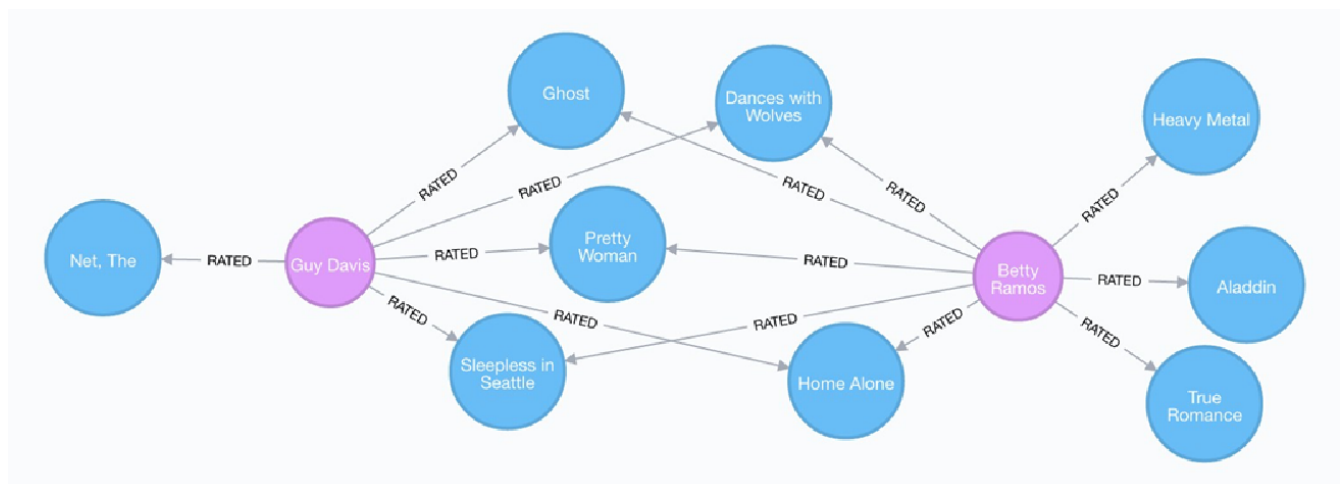 Ghost
Dances with
Wolves
Heavy Metal
RATED
RATED
RATED
RATED
RATED
Net, The
RATED
Guy Davis
RATED
Pretty
Woman
RATED
Betty
Ramos
RATED
Aladdin
RATED
RATED
RATED
RATED
RATED
Sleepless in
Seattle
Home Alone
True
Romance